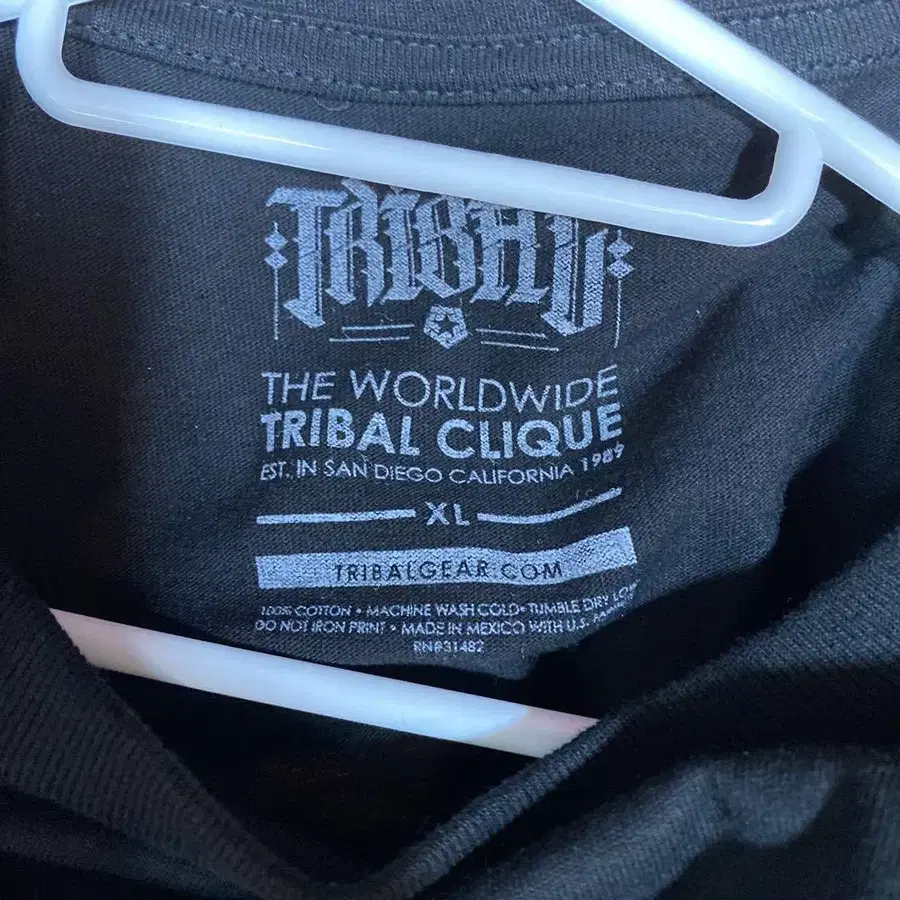 TRIBAL
THE WORLDWIDE
TRIBAL CLIQUE
EST. IN SAN DIEGO CALIFORNIA 1989
XL
TRIBALGEAR.COM
100% COTTON • MACHINE WASH COLD • TUMBLE DRY LOW
DO NOT IRON PRINT • MADE IN MEXICO WITH U.S.
RN#31482